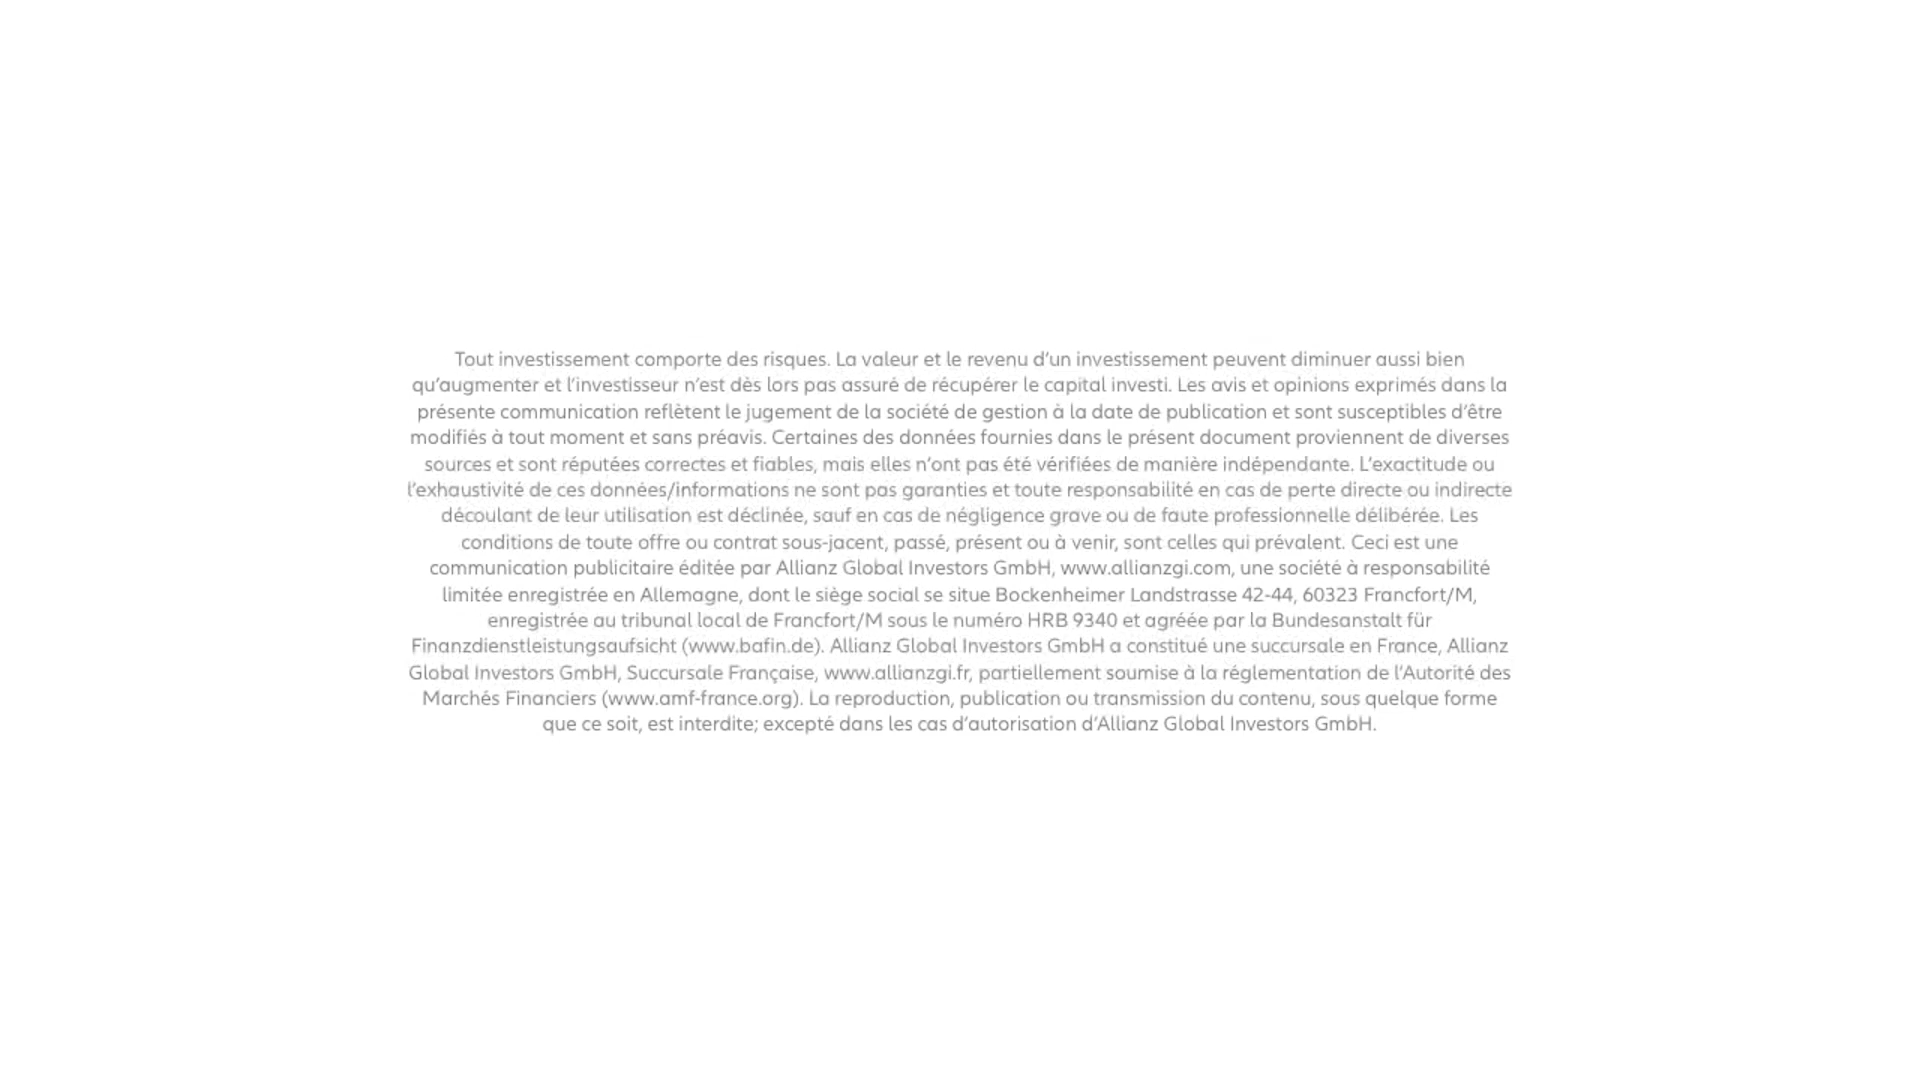 Tout investissement comporte des risques. La valeur et le revenu d’un investissement peuvent diminuer aussi bien
qu’augmenter et l’investisseur n’est dès lors pas assuré de récupérer le capital investi. Les avis et opinions exprimés dans la
présente communication reflètent le jugement de la société de gestion à la date de publication et sont susceptibles d’être
modifiés à tout moment et sans préavis. Certaines des données fournies dans le présent document proviennent de diverses
sources et sont réputées correctes et fiables, mais elles n’ont pas été vérifiées de manière indépendante. L’exactitude ou
l’exhaustivité de ces données/informations ne sont pas garanties et toute responsabilité en cas de perte directe ou indirecte
découlant de leur utilisation est déclinée, sauf en cas de négligence grave ou de faute professionnelle délibérée. Les
conditions de toute offre ou contrat sous-jacent, passé, présent ou à venir, sont celles qui prévalent. Ceci est une
communication publicitaire éditée par Allianz Global Investors GmbH, www.allianzgi.com, une société à responsabilité
limitée enregistrée en Allemagne, dont le siège social se situe Bockenheimer Landstrasse 42-44, 60323 Francfort/M,
enregistrée au tribunal local de Francfort/M sous le numéro HRB 9340 et agréée par la Bundesanstalt für
Finanzdienstleistungsaufsicht (www.bafin.de). Allianz Global Investors GmbH a constitué une succursale en France, Allianz
Global Investors GmbH, Succursale Française, www.allianzgi.fr, partiellement soumise à la réglementation de l’Autorité des
Marchés Financiers (www.amf-france.org). La reproduction, publication ou transmission du contenu, sous quelque forme
que ce soit, est interdite; excepté dans les cas d’autorisation d’Allianz Global Investors GmbH.